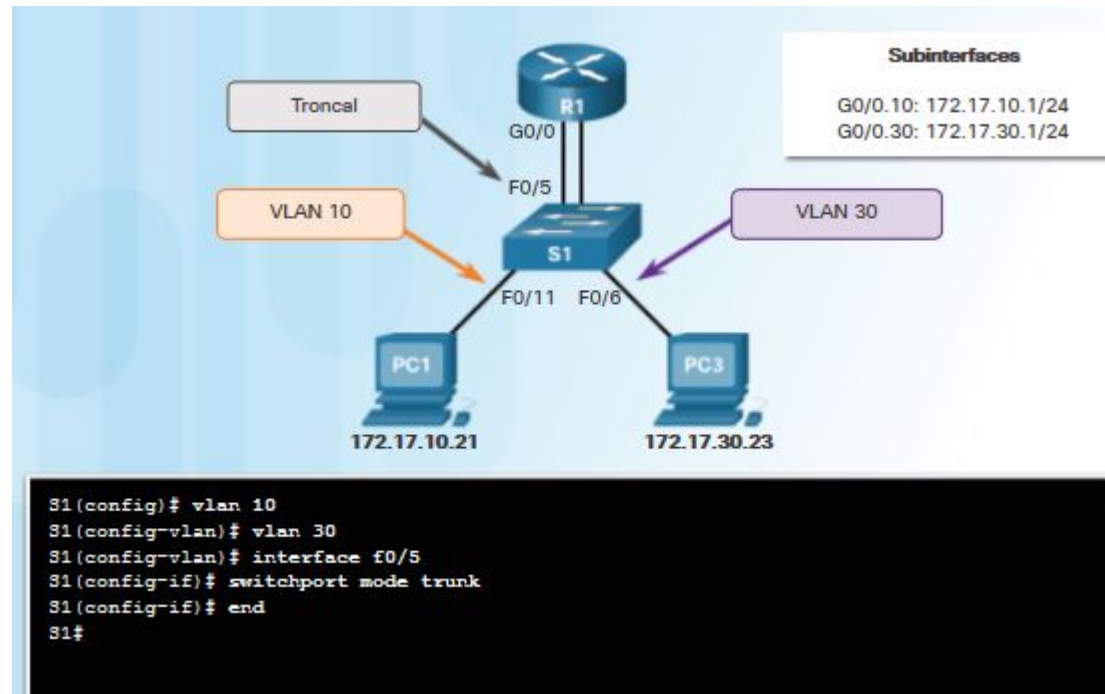 Subinterfaces
G0/0.10: 172.17.10.1/24
G0/0.30: 172.17.30.1/24
Troncal
R1
G0/0
F0/5
VLAN 10
VLAN 30
S1
F0/11 F0/6
PC1
PC3
172.17.10.21
172.17.30.23
S1(config)# vlan 10
S1(config-vlan)# vlan 30
S1(config-vlan)# interface f0/5
S1(config-if)# switchport mode trunk
S1(config-if)# end
S1#